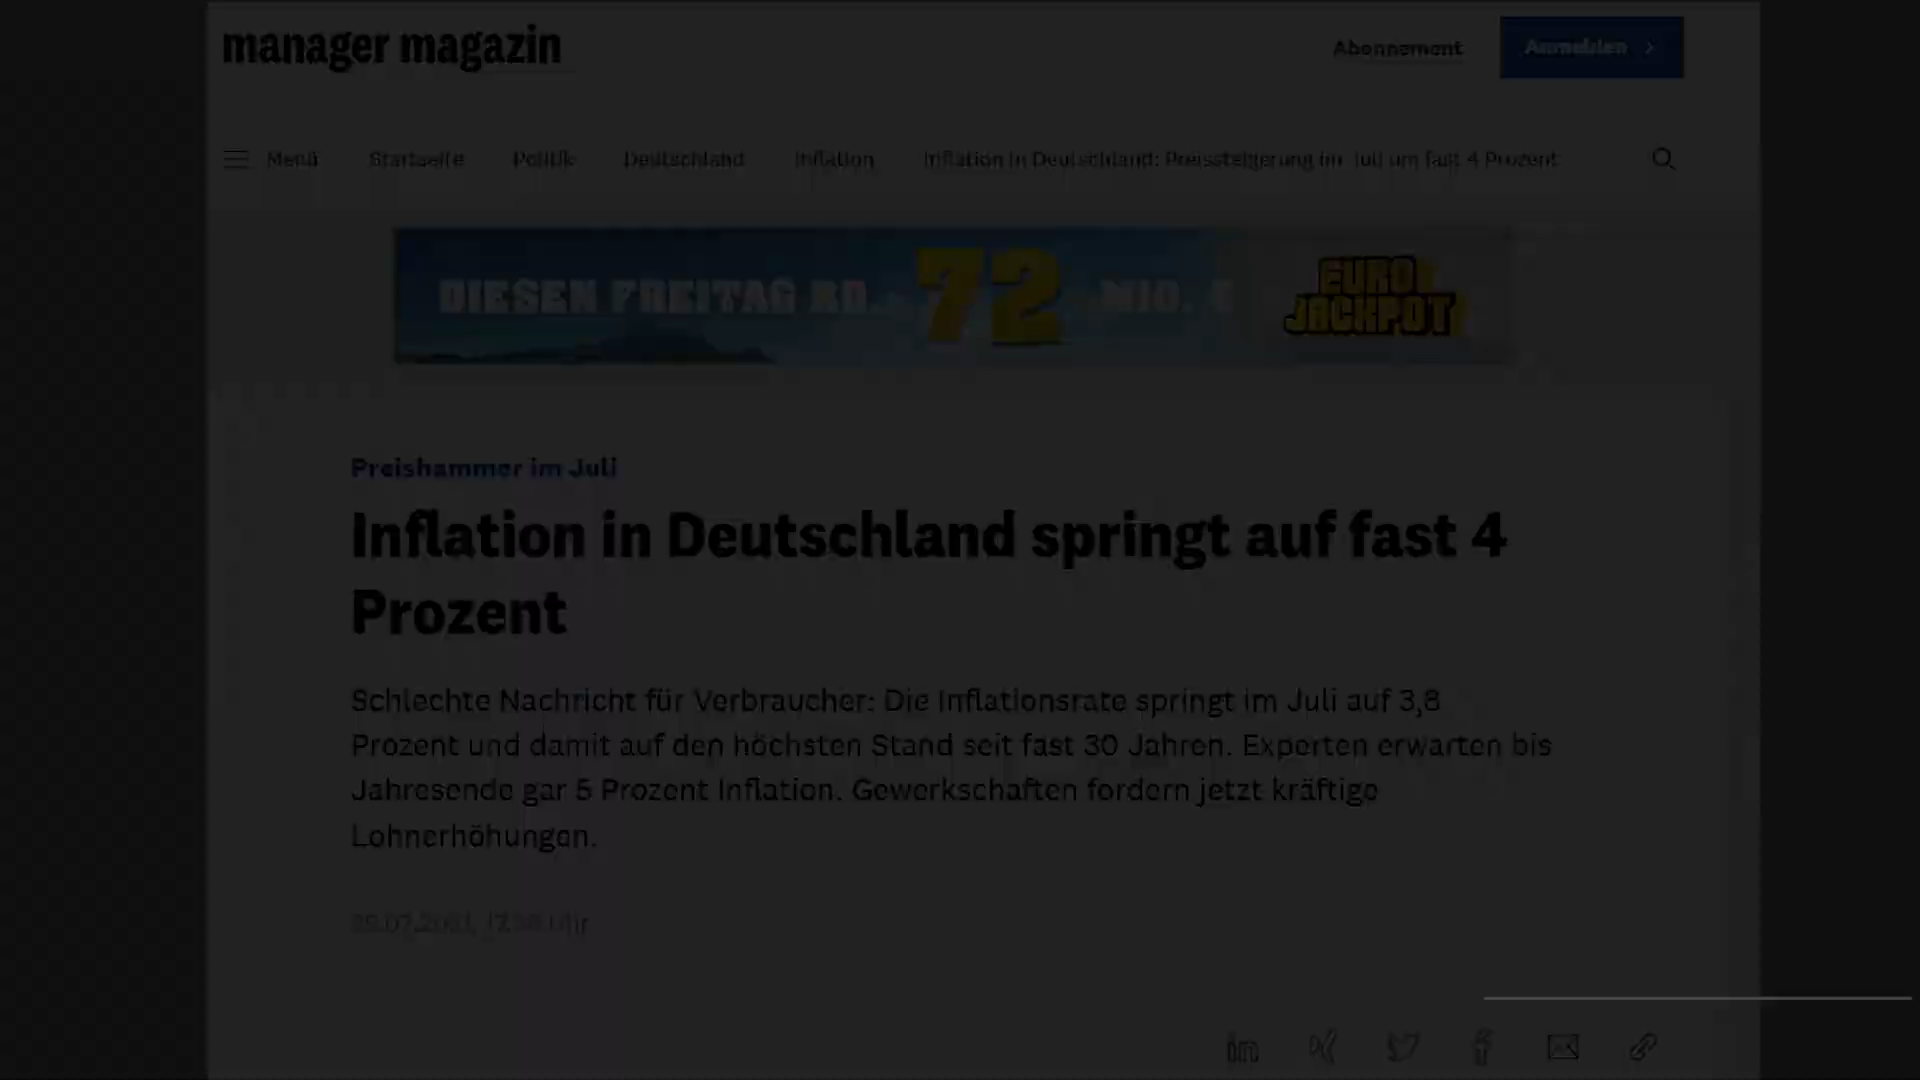 manager magazin
Abonnement
Anmelden
Menü Startseite Politik Deutschland Inflation Inflation in Deutschland: Preissteigerung im Juli um fast 4 Prozent
DIESEN FREITAG RD. 72 MIO. €
EURO
JACKPOT
Preishammer im Juli
Inflation in Deutschland springt auf fast 4
Prozent
Schlechte Nachricht für Verbraucher: Die Inflationsrate springt im Juli auf 3,8
Prozent und damit auf den höchsten Stand seit fast 30 Jahren. Experten erwarten bis
Jahresende gar 5 Prozent Inflation. Gewerkschaften fordern jetzt kräftige
Lohnerhöhungen.